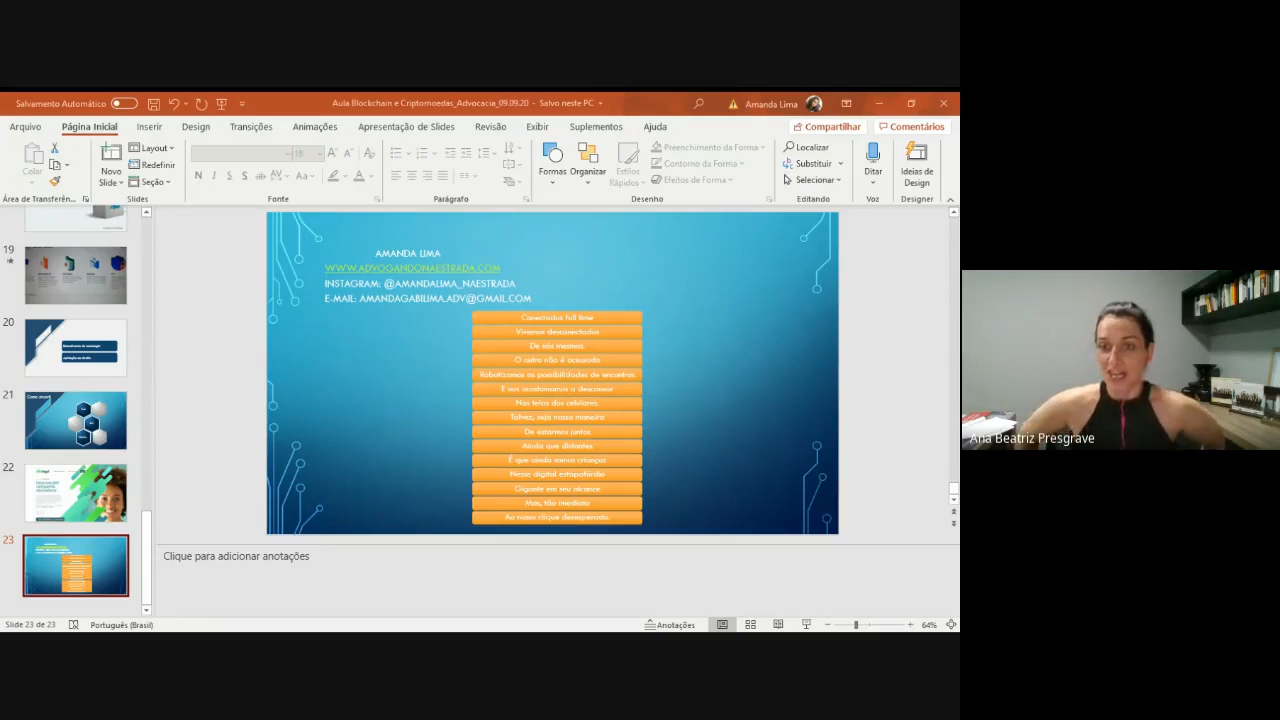 Salvamento Automático
Aula Blockchain e Criptomoedas_Advocacia_09.09.20 - Salvo neste PC
Amanda Lima
Arquivo Página Inicial Inserir Design Transições Animações Apresentação de Slides Revisão Exibir Suplementos Ajuda Compartilhar Comentários
Colar
Novo Slide
Layout
Redefinir
Seção
18
N I S S ab AV Aa
Formas
Organizar
Estilos Rápidos
Preenchimento da Forma
Contorno da Forma
Efeitos de Forma
Localizar
Substituir
Selecionar
Ditar
Ideias de Design
Área de Transferên... Slides Fonte Parágrafo Desenho Editando Voz Designer
19
20
21
22
23
AMANDA LIMA
WWW.ADVOGANDONAESTRADA.COM
INSTAGRAM: @AMANDALIMA_NAESTRADA
E-MAIL: AMANDAGABILIMA.ADV@GMAIL.COM
Conectados full time
Vivemos desconectados
De nós mesmos.
O outro não é acessado
Robotizamos as possibilidades de encontros.
E nos acostumamos a descansar
Nas telas dos celulares.
Talvez, seja nossa maneira
De estarmos juntos
Ainda que distantes
É que ainda somos crianças
Nesse digital estapafúrdio
Gigante em seu alcance
Mas, tão imediato
Ao nosso clique desesperado.
Clique para adicionar anotações
Slide 23 de 23 Português (Brasil) Anotações 64%
Ana Beatriz Presgrave